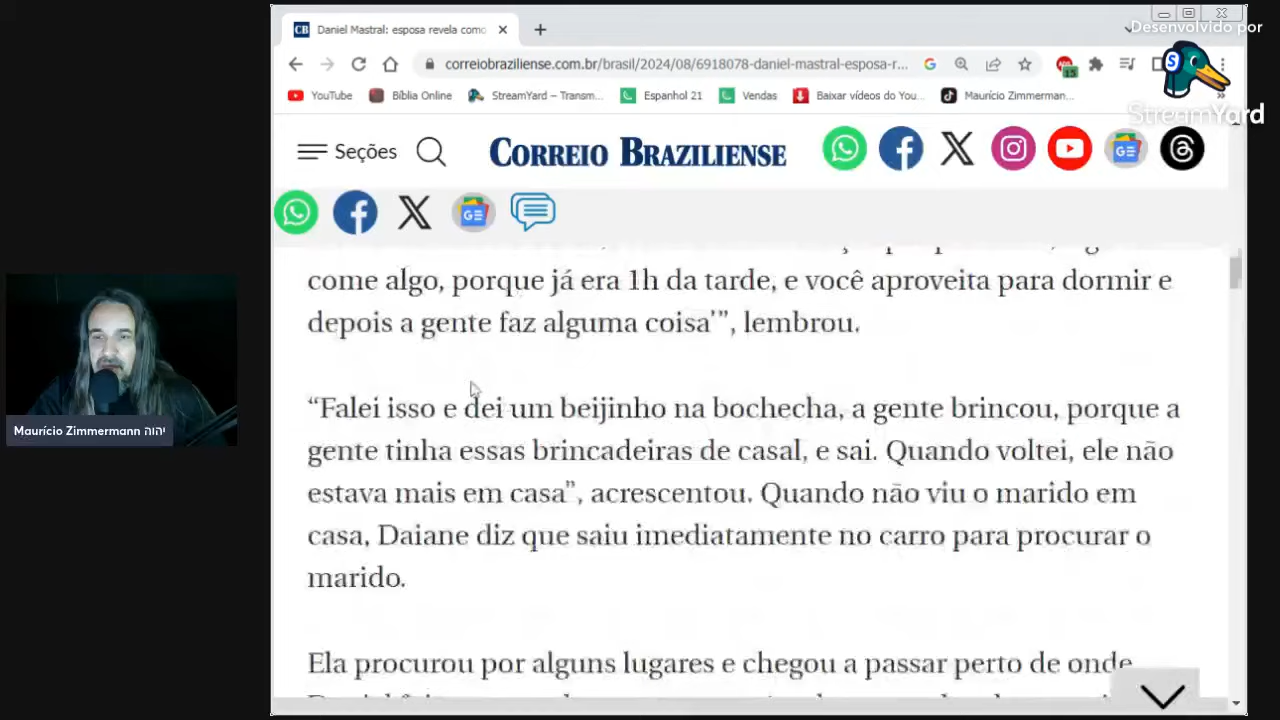 Daniel Mastral: esposa revela como
Desenvolvido por
StreamYard
correiobraziliense.com.br/brasil/2024/08/6918078-daniel-mastral-esposa-r...
15
YouTube
Bíblia Online
StreamYard – Transm...
Espanhol 21
Vendas
Baixar vídeos do You...
Maurício Zimmerman...
Seções
CORREIO BRAZILIENSE
come algo, porque já era 1h da tarde, e você aproveita para dormir e
depois a gente faz alguma coisa'”, lembrou.
“Falei isso e dei um beijinho na bochecha, a gente brincou, porque a
gente tinha essas brincadeiras de casal, e sai. Quando voltei, ele não
estava mais em casa”, acrescentou. Quando não viu o marido em
casa, Daiane diz que saiu imediatamente no carro para procurar o
marido.
Ela procurou por alguns lugares e chegou a passar perto de onde
Maurício Zimmermann יהוה